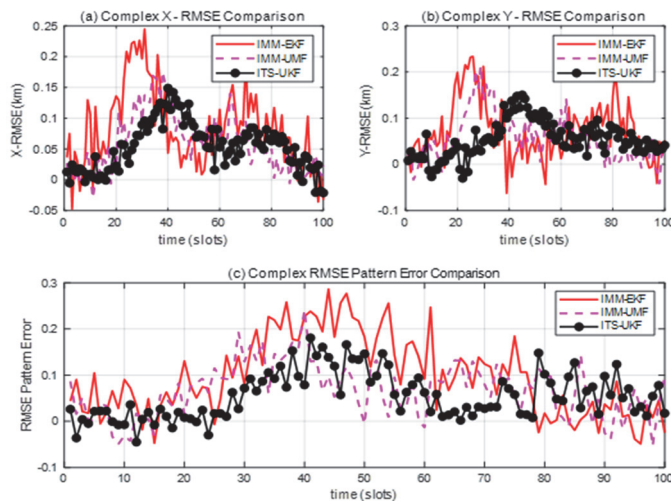 (a) Complex X - RMSE Comparison
0.25
0.2
0.15
0.1
0.05
0
-0.05
X-RMSE (km)
IMM-EKF
IMM-UMF
ITS-UKF
0 20 40 60 80 100
time (slots)
(b) Complex Y - RMSE Comparison
0.3
0.2
0.1
0
-0.1
Y-RMSE (km)
IMM-EKF
IMM-UMF
ITS-UKF
0 20 40 60 80 100
time (slots)
(c) Complex RMSE Pattern Error Comparison
0.3
0.2
0.1
0
-0.1
RMSE Pattern Error
IMM-EKF
IMM-UMF
ITS-UKF
0 10 20 30 40 50 60 70 80 90 100
time (slots)